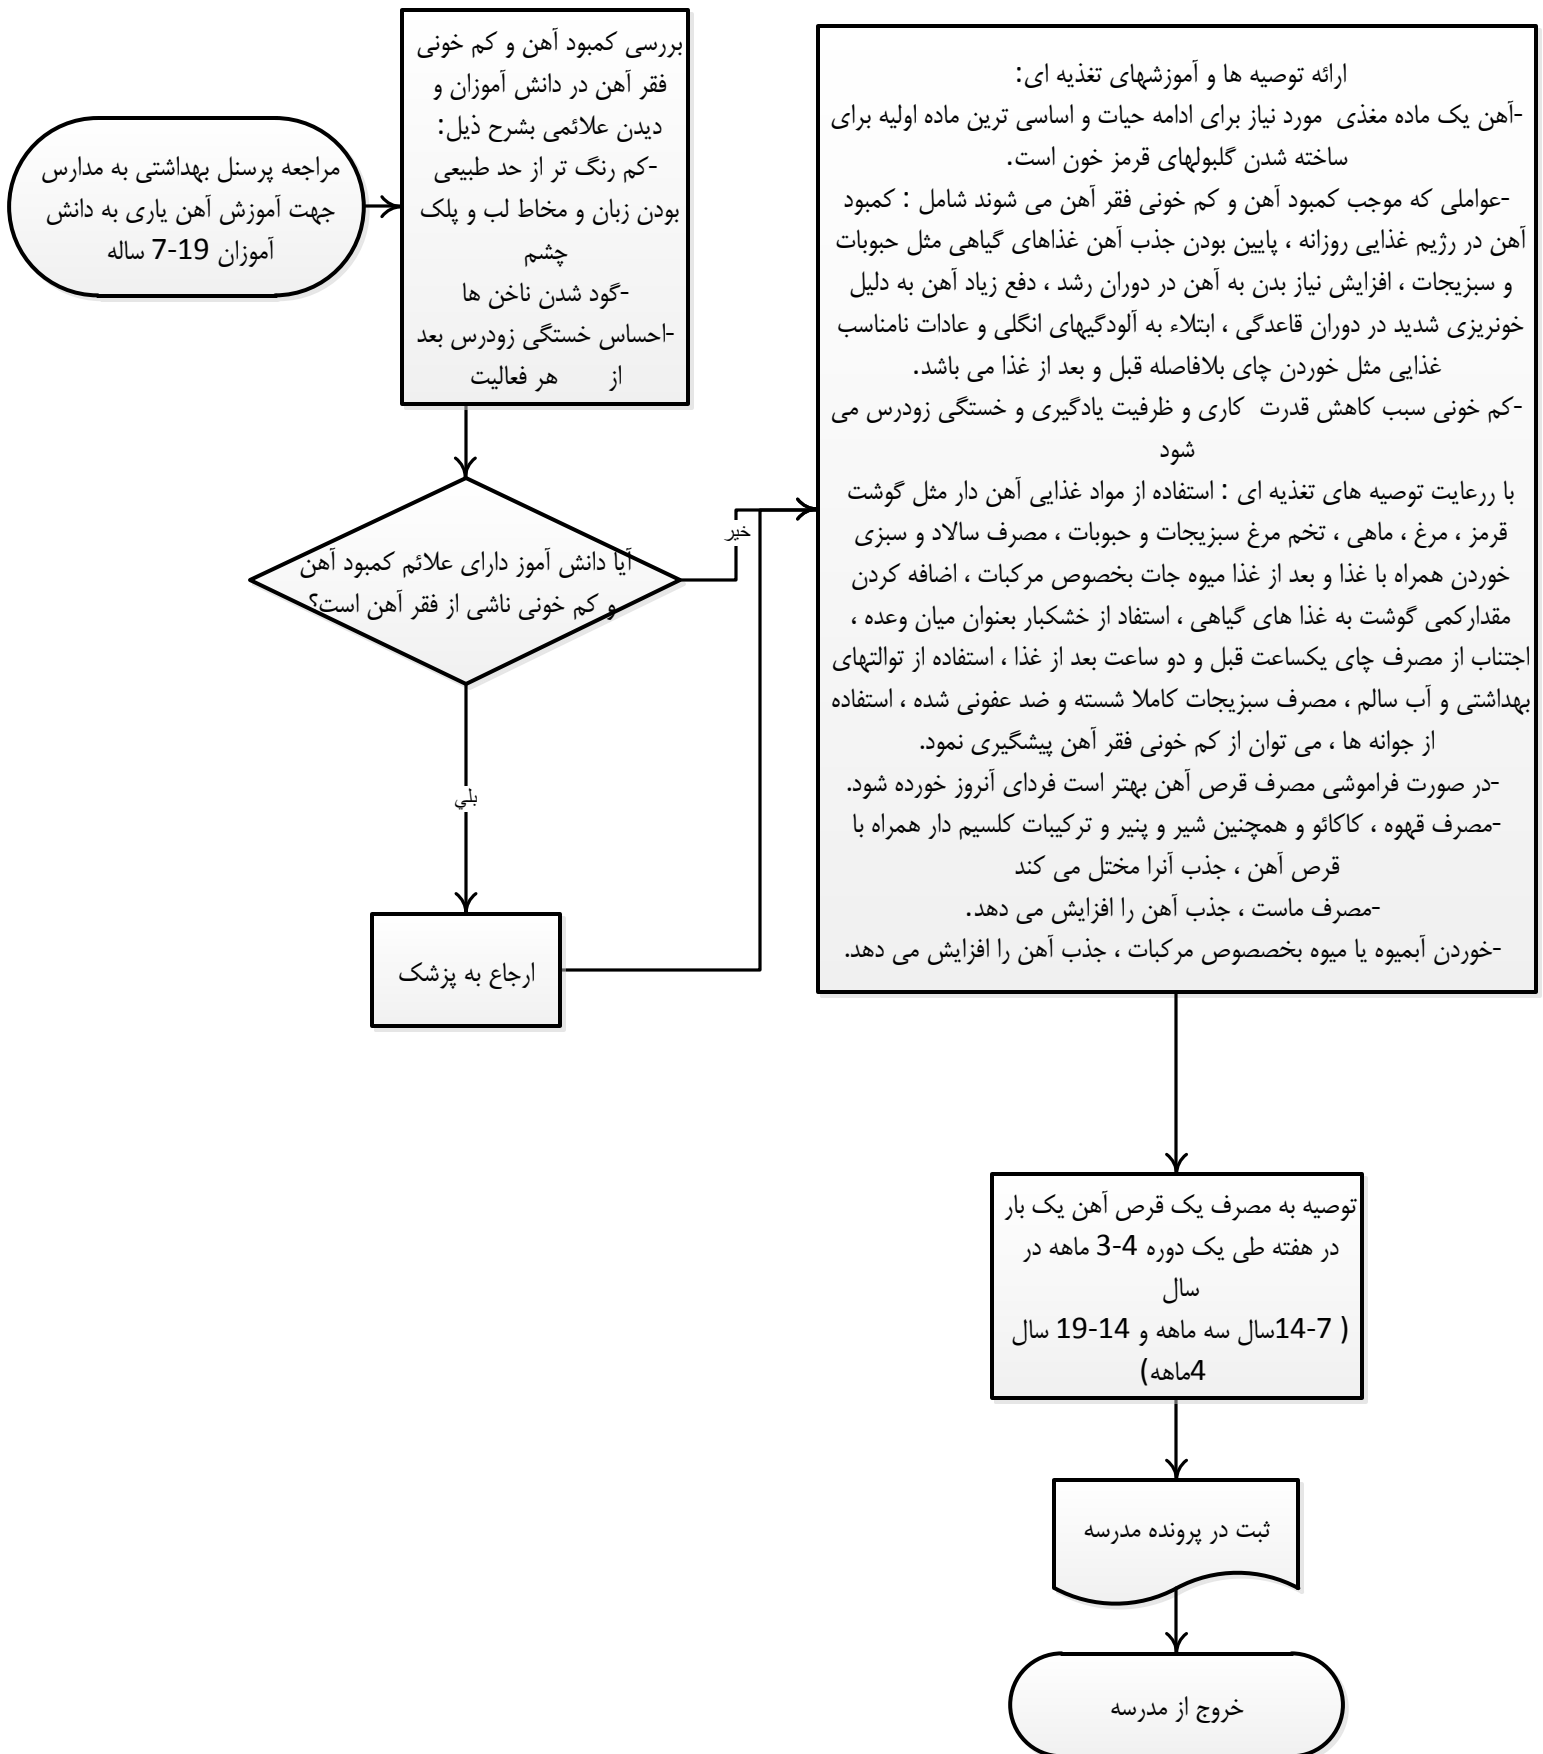 مراجعه پرسنل بهداشتی به مدارس
جهت آموزش آهن یاری به دانش
آموزان 19-7 ساله
بررسی کمبود آهن و کم خونی
فقر آهن در دانش آموزان و
دیدن علائمی بشرح ذیل:
-کم رنگ تر از حد طبیعی
بودن زبان و مخاط لب و پلک
چشم
-گود شدن ناخن ها
-احساس خستگی زودرس بعد
از هر فعالیت
آیا دانش آموز دارای علائم کمبود آهن
و کم خونی ناشی از فقر آهن است؟
خیر
بلي
ارجاع به پزشک
ارائه توصیه ها و آموزشهای تغذیه ای:
-آهن یک ماده مغذی مورد نیاز برای ادامه حیات و اساسی ترین ماده اولیه برای
ساخته شدن گلبولهای قرمز خون است.
-عواملی که موجب کمبود آهن و کم خونی فقر آهن می شوند شامل : کمبود
آهن در رژیم غذایی روزانه ، پایین بودن جذب آهن غذاهای گیاهی مثل حبوبات
و سبزیجات ، افزایش نیاز بدن به آهن در دوران رشد ، دفع زیاد آهن به دلیل
خونریزی شدید در دوران قاعدگی ، ابتلاء به آلودگیهای انگلی و عادات نامناسب
غذایی مثل خوردن چای بلافاصله قبل و بعد از غذا می باشد.
-کم خونی سبب کاهش قدرت کاری و ظرفیت یادگیری و خستگی زودرس می
شود
با ررعایت توصیه های تغذیه ای : استفاده از مواد غذایی آهن دار مثل گوشت
قرمز ، مرغ ، ماهی ، تخم مرغ سبزیجات و حبوبات ، مصرف سالاد و سبزی
خوردن همراه با غذا و بعد از غذا میوه جات بخصوص مرکبات ، اضافه کردن
مقدارکمی گوشت به غذا های گیاهی ، استفاد از خشکبار بعنوان میان وعده ،
اجتناب از مصرف چای یکساعت قبل و دو ساعت بعد از غذا ، استفاده از توالتهای
بهداشتی و آب سالم ، مصرف سبزیجات کاملا شسته و ضد عفونی شده ، استفاده
از جوانه ها ، می توان از کم خونی فقر آهن پیشگیری نمود.
-در صورت فراموشی مصرف قرص آهن بهتر است فردای آنروز خورده شود.
-مصرف قهوه ، کاکائو و همچنین شیر و پنیر و ترکیبات کلسیم دار همراه با
قرص آهن ، جذب آنرا مختل می کند
-مصرف ماست ، جذب آهن را افزایش می دهد.
-خوردن آبمیوه یا میوه بخصصوص مرکبات ، جذب آهن را افزایش می دهد.
توصیه به مصرف یک قرص آهن یک بار
در هفته طی یک دوره 4-3 ماهه در
سال
( 7-14سال سه ماهه و 14-19 سال
4ماهه)
ثبت در پرونده مدرسه
خروج از مدرسه